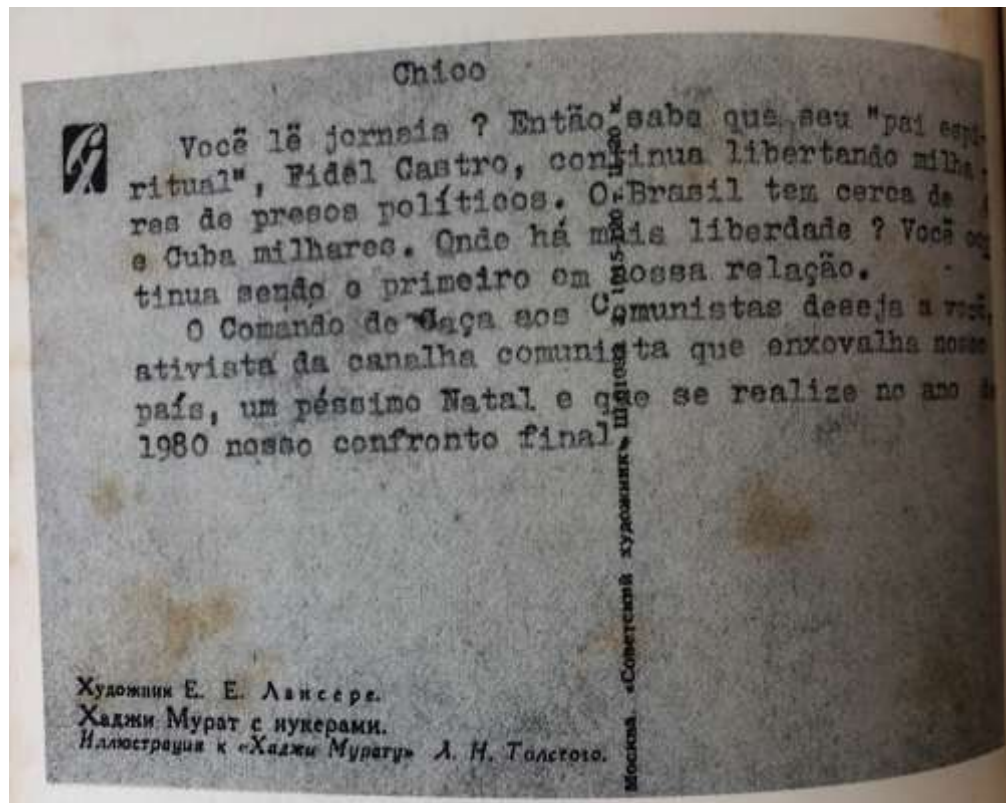 Chico
Você lê jornais ? Então saba que seu "pai espi-
ritual", Fidel Castro, continua libertando milha-
res de presos políticos. O Brasil tem cerca de
e Cuba milhares. Onde há mais liberdade ? Você con
tinua sendo o primeiro em nossa relação.
O Comando de Caça aos Comunistas deseja a você,
ativista da canalha comunista que enxovalha nosso
país, um péssimo Natal e que se realize no ano de
1980 nosso confronto final
Художник Е. Е. Лансере.
Хаджи Мурат с нукерами.
Иллюстрация к «Хаджи Мурату» Л. Н. Толстого.
Москва «Советский художник»